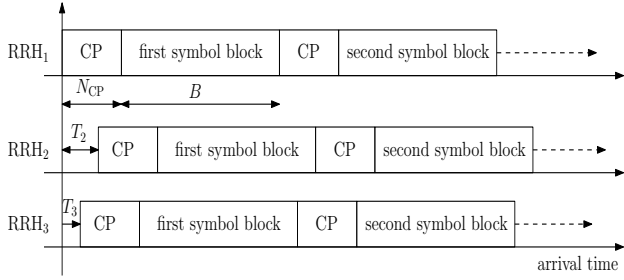 RRH₁ CP first symbol block CP second symbol block
N_CP B
T₂
RRH₂ CP first symbol block CP second symbol block
T₃
RRH₃ CP first symbol block CP second symbol block
arrival time